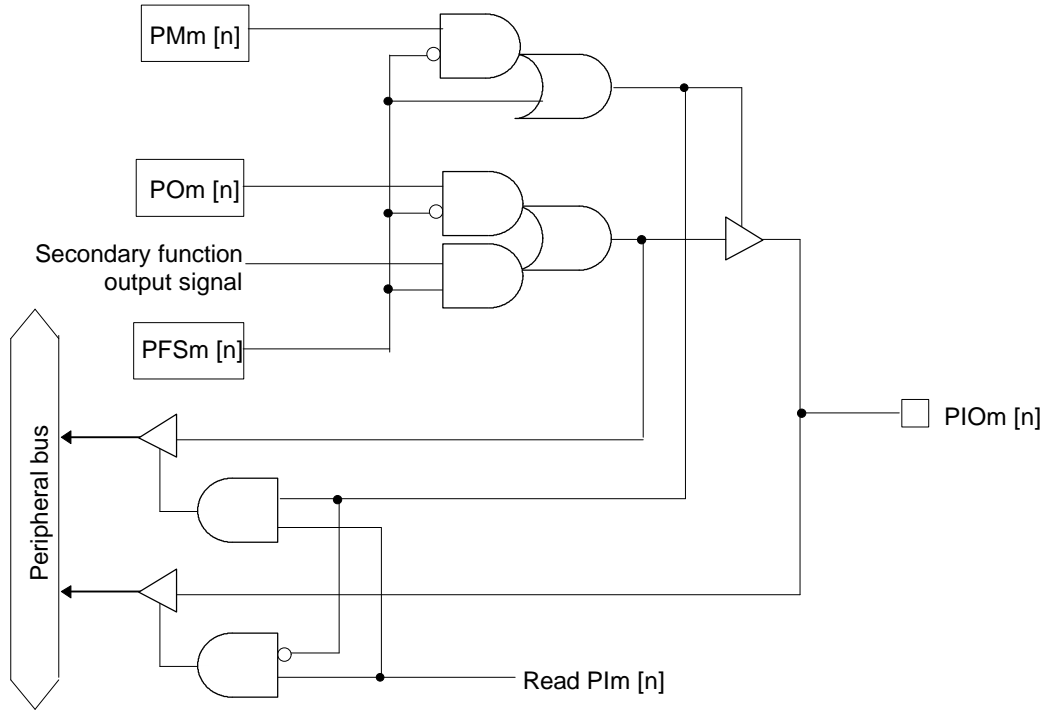 PMm [n]
POm [n]
Secondary function
output signal
PFSm [n]
PIOm [n]
Peripheral bus
Read PIm [n]